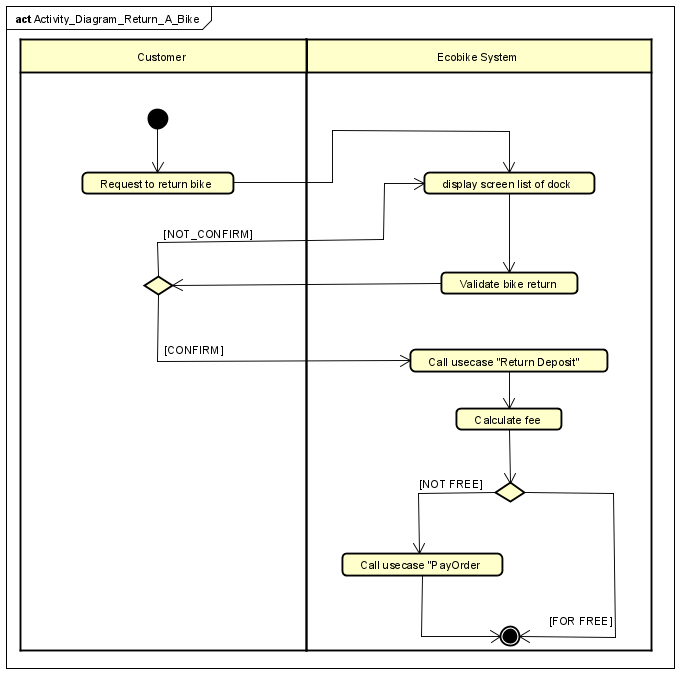 act Activity_Diagram_Return_A_Bike
Customer
Ecobike System
Request to return bike
display screen list of dock
[NOT_CONFIRM]
Validate bike return
[CONFIRM]
Call usecase "Return Deposit"
Calculate fee
[NOT FREE]
Call usecase "PayOrder
[FOR FREE]